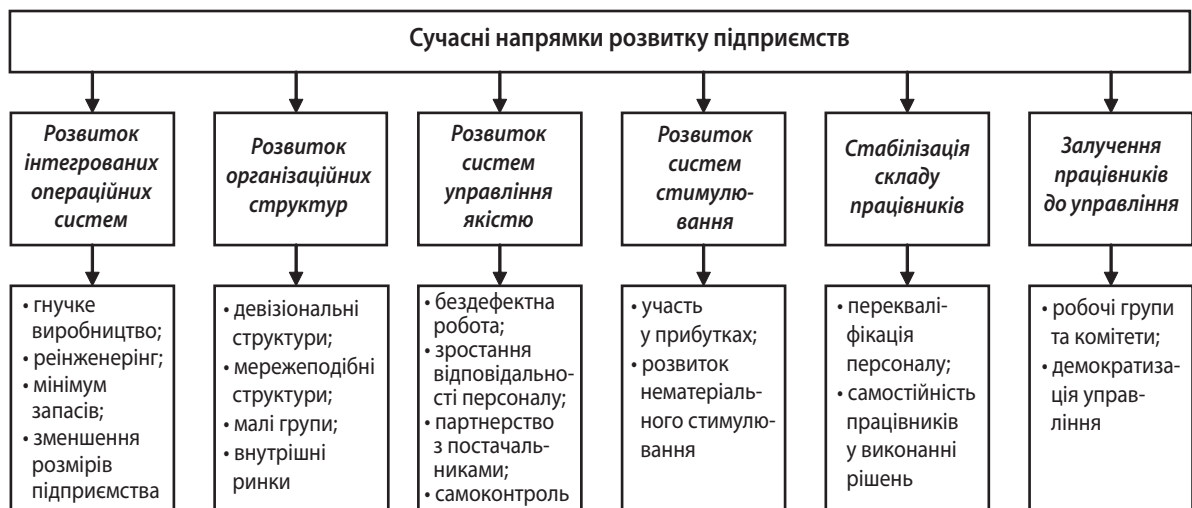 Сучасні напрямки розвитку підприємств
Розвиток
інтегрованих
операційних
систем
Розвиток
організаційних
структур
Розвиток
систем
управління
якістю
Розвиток
систем
стимулю-
вання
Стабілізація
складу
працівників
Залучення
працівників
до управління
• гнучке
виробництво;
• реінженерінг;
• мінімум
запасів;
• зменшення
розмірів
підприємства
• девізіональні
структури;
• мережеподібні
структури;
• малі групи;
• внутрішні
ринки
• бездефектна
робота;
• зростання
відповідально-
сті персоналу;
• партнерство
з постачаль-
никами;
• самоконтроль
• участь
у прибутках;
• розвиток
нематеріаль-
ного стимулю-
вання
• перекваліфі-
фікація
персоналу;
• самостійність
працівників
у виконанні
рішень
• робочі групи
та комітети;
• демократиза-
ція управ-
ління